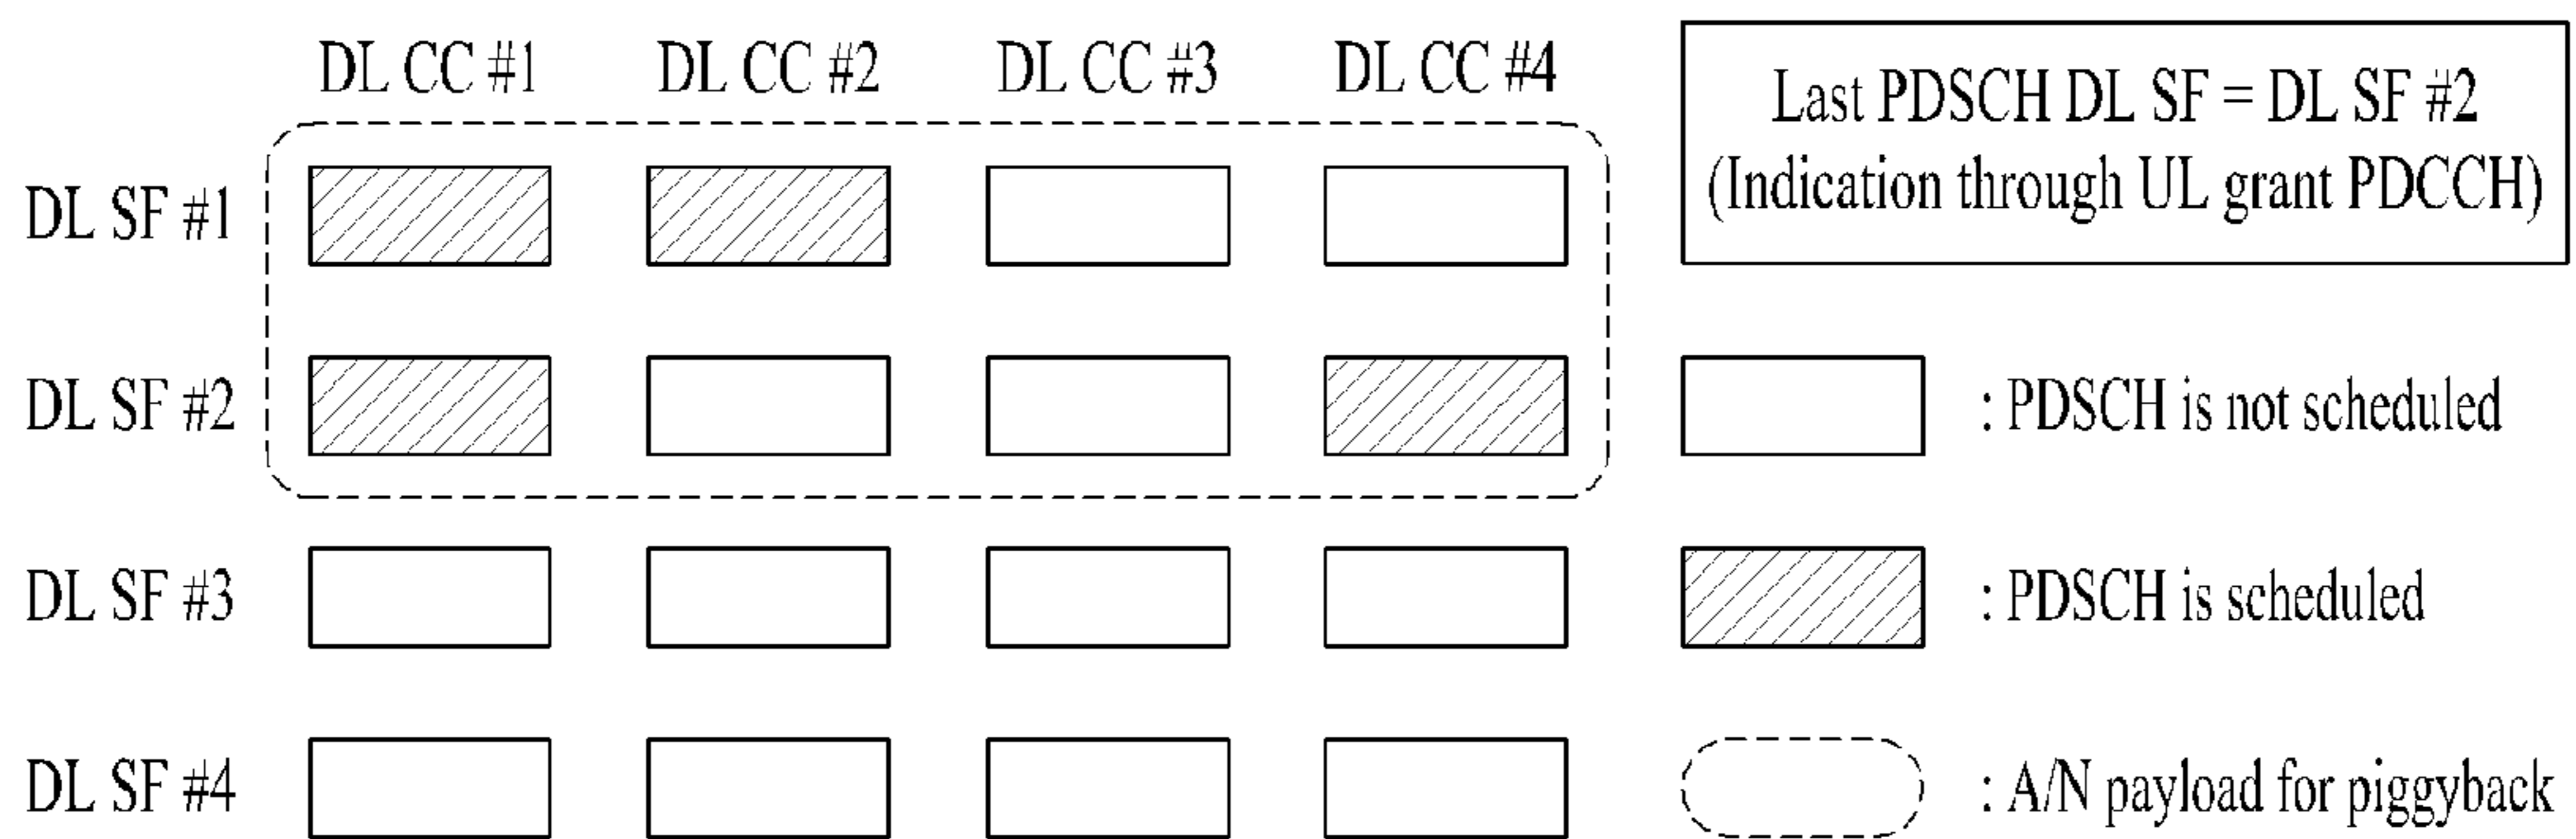 DL CC #1 DL CC #2 DL CC #3 DL CC #4
Last PDSCH DL SF = DL SF #2
(Indication through UL grant PDCCH)
DL SF #1
DL SF #2
: PDSCH is not scheduled
DL SF #3
: PDSCH is scheduled
DL SF #4
: A/N payload for piggyback